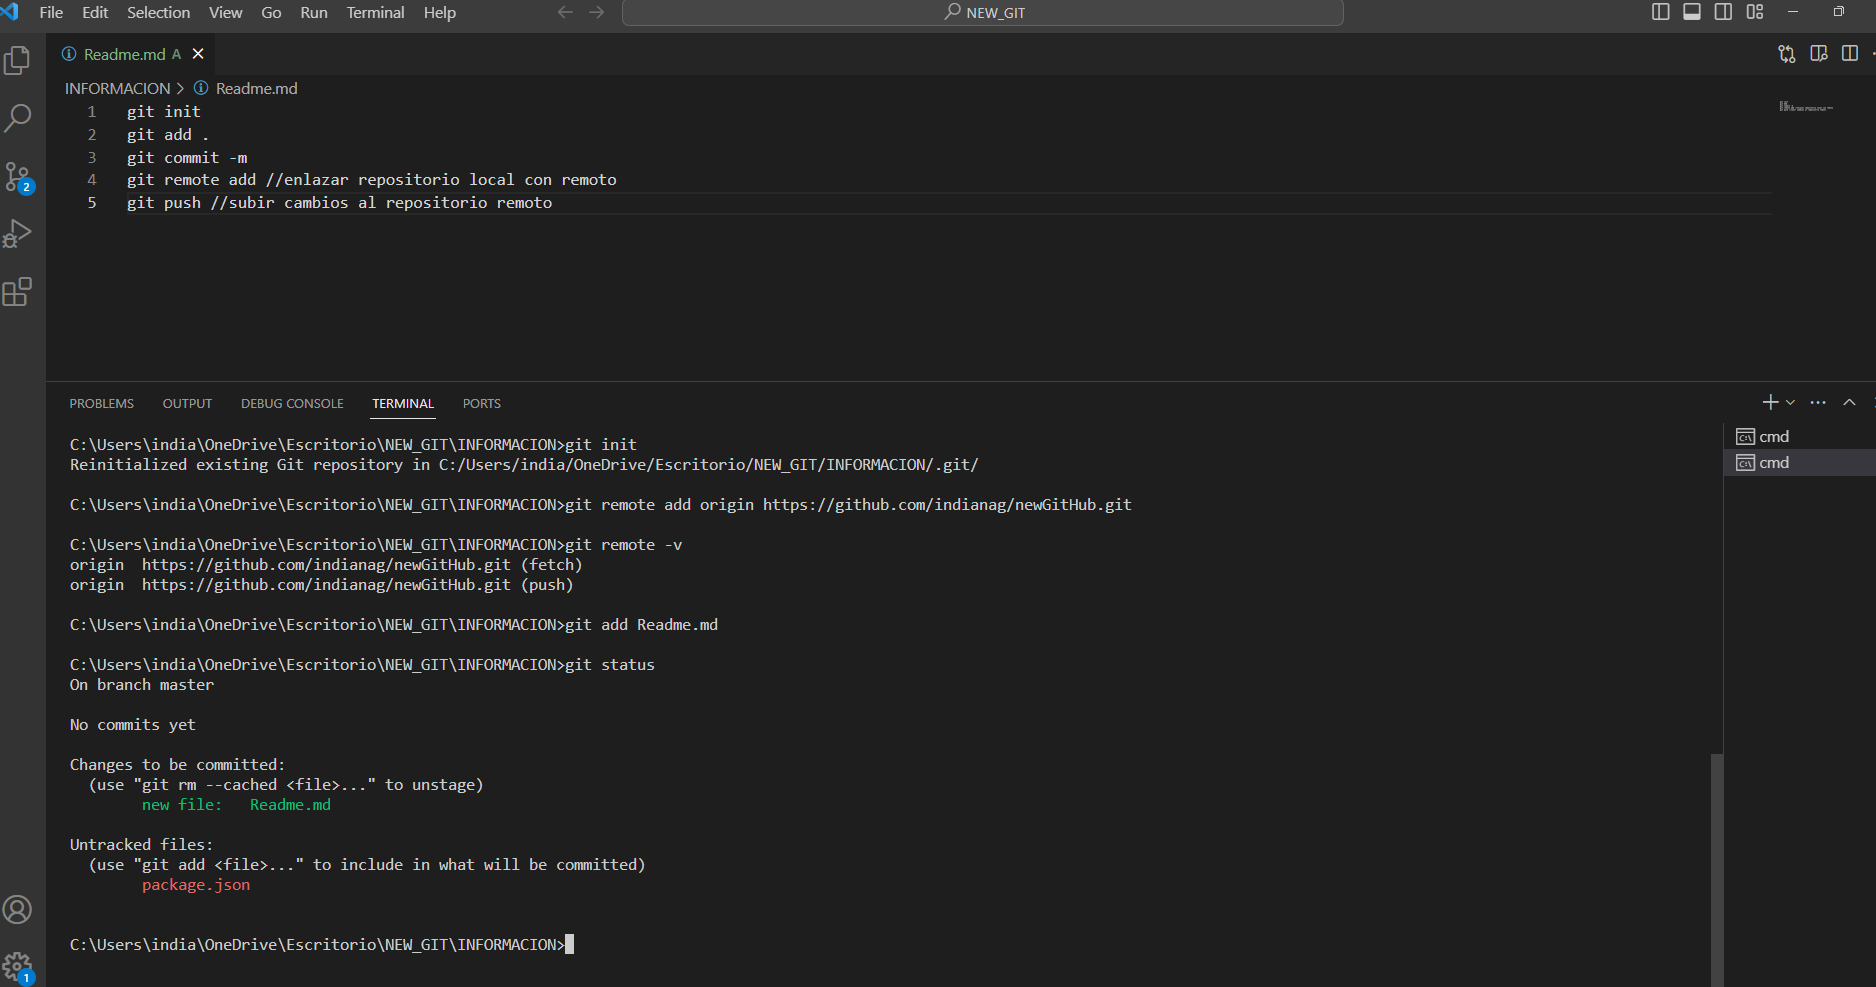 File Edit Selection View Go Run Terminal Help
NEW_GIT
Readme.md A
INFORMACION > Readme.md
1 git init
2 git add .
3 git commit -m
4 git remote add //enlazar repositorio local con remoto
5 git push //subir cambios al repositorio remoto
2
PROBLEMS OUTPUT DEBUG CONSOLE TERMINAL PORTS
cmd
cmd
C:\Users\india\OneDrive\Escritorio\NEW_GIT\INFORMACION>git init
Reinitialized existing Git repository in C:/Users/india/OneDrive/Escritorio/NEW_GIT/INFORMACION/.git/
C:\Users\india\OneDrive\Escritorio\NEW_GIT\INFORMACION>git remote add origin https://github.com/indianag/newGitHub.git
C:\Users\india\OneDrive\Escritorio\NEW_GIT\INFORMACION>git remote -v
origin  https://github.com/indianag/newGitHub.git (fetch)
origin  https://github.com/indianag/newGitHub.git (push)
C:\Users\india\OneDrive\Escritorio\NEW_GIT\INFORMACION>git add Readme.md
C:\Users\india\OneDrive\Escritorio\NEW_GIT\INFORMACION>git status
On branch master
No commits yet
Changes to be committed:
  (use "git rm --cached <file>..." to unstage)
        new file:   Readme.md
Untracked files:
  (use "git add <file>..." to include in what will be committed)
        package.json
C:\Users\india\OneDrive\Escritorio\NEW_GIT\INFORMACION>
1